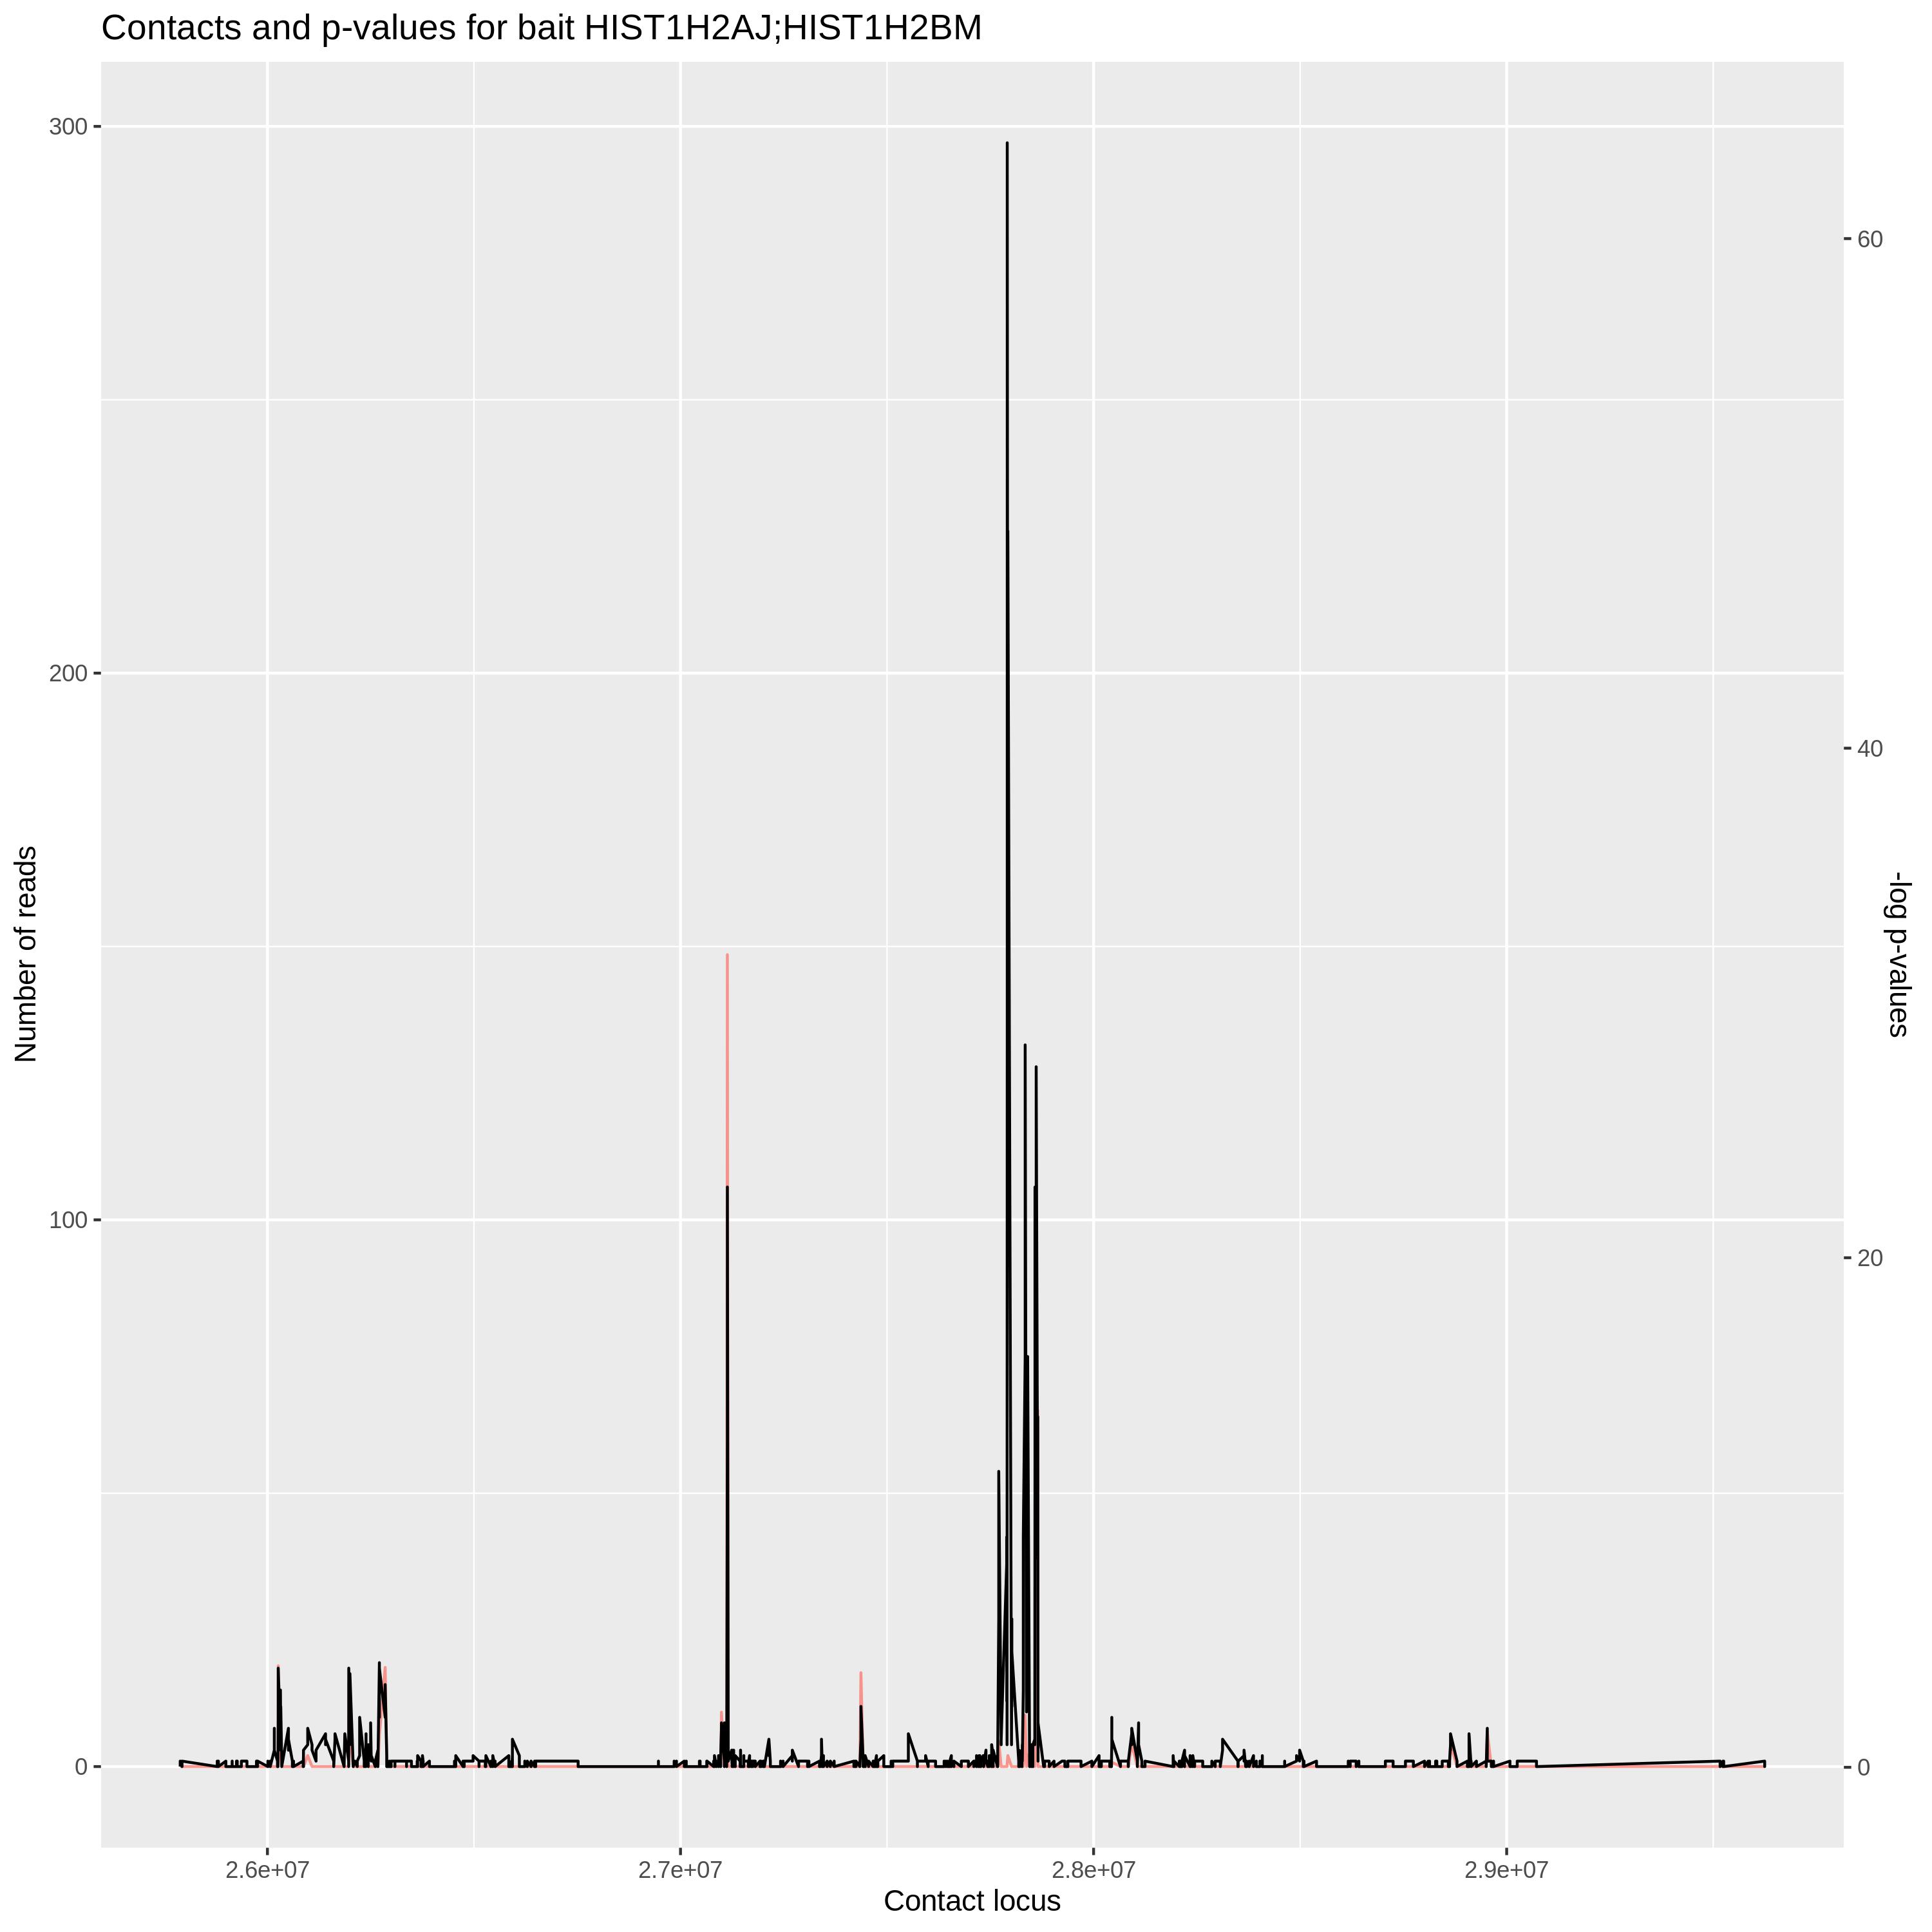 Contacts and p-values for bait HIST1H2AJ;HIST1H2BM
300
200
100
0
Number of reads
60
40
20
0
-log p-values
2.6e+07
2.7e+07
2.8e+07
2.9e+07
Contact locus